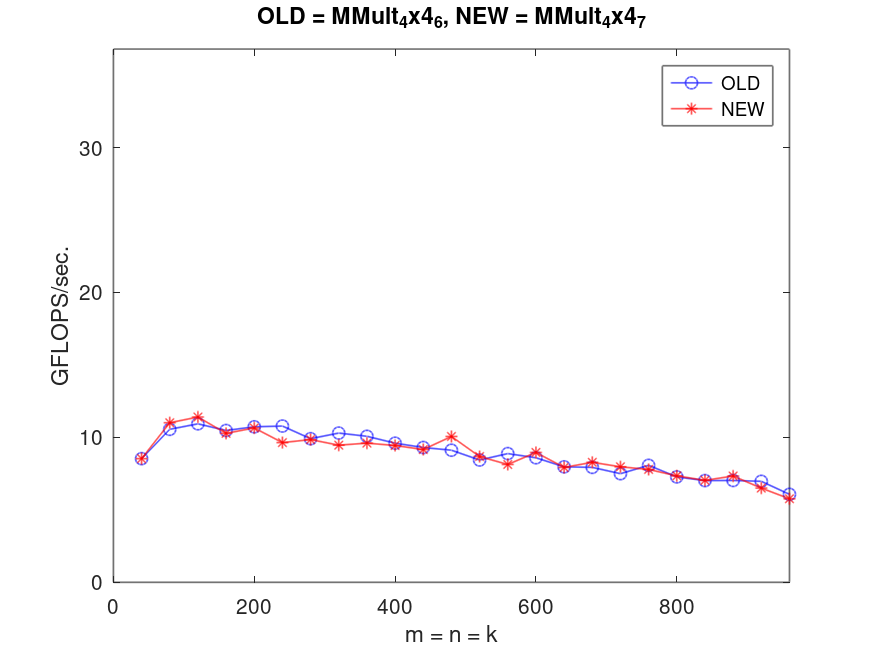 OLD = MMult₄x4₆, NEW = MMult₄x4₇
OLD
NEW
GFLOPS/sec.
30
20
10
0
0 200 400 600 800
m = n = k